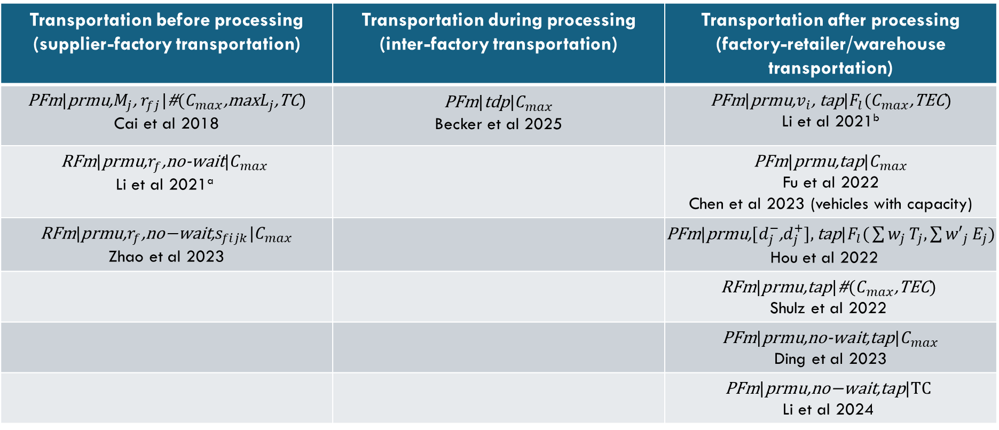 Transportation before processing
(supplier-factory transportation)
Transportation during processing
(inter-factory transportation)
Transportation after processing
(factory-retailer/warehouse
transportation)
PFm|prmu,M_j, r_{fj}|#(C_{max},maxL_j,TC)
Cai et al 2018
PFm|tdp|C_{max}
Becker et al 2025
PFm|prmu,v_i, tap|F_l(C_{max},TEC)
Li et al 2021ᵇ
RFm|prmu,r_f,no-wait|C_{max}
Li et al 2021ᵃ
PFm|prmu,tap|C_{max}
Fu et al 2022
Chen et al 2023 (vehicles with capacity)
RFm|prmu,r_f,no−wait,s_{fijk}|C_{max}
Zhao et al 2023
PFm|prmu,[d_j^-,d_j^+], tap|F_l(∑ w_j T_j,∑ w'_j E_j)
Hou et al 2022
RFm|prmu,tap|#(C_{max},TEC)
Shulz et al 2022
PFm|prmu,no-wait,tap|C_{max}
Ding et al 2023
PFm|prmu,no−wait,tap|TC
Li et al 2024